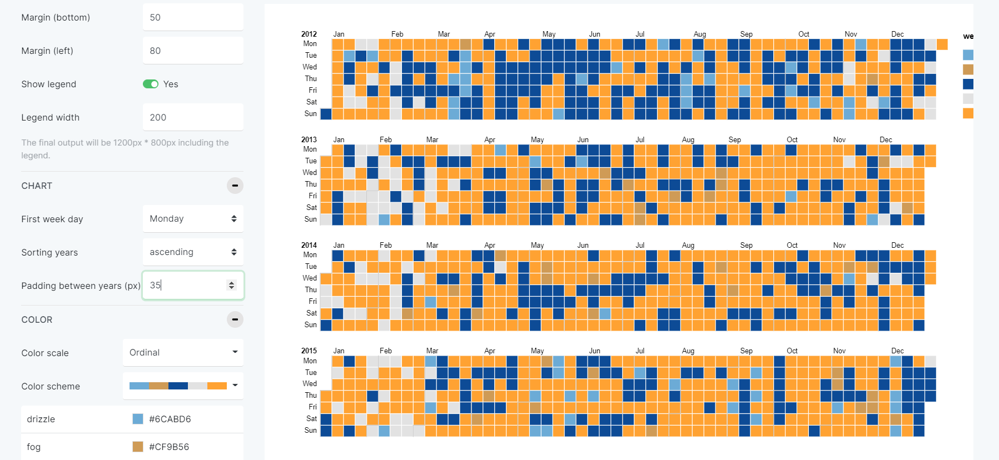 Margin (bottom) 50
Margin (left) 80
Show legend Yes
Legend width 200
The final output will be 1200px * 800px including the
legend.
CHART
First week day Monday
Sorting years ascending
Padding between years (px) 35
COLOR
Color scale Ordinal
Color scheme
drizzle #6CABD6
fog #CF9B56
2012 Jan Feb Mar Apr May Jun Jul Aug Sep Oct Nov Dec
we
Mon
Tue
Wed
Thu
Fri
Sat
Sun
2013 Jan Feb Mar Apr May Jun Jul Aug Sep Oct Nov Dec
Mon
Tue
Wed
Thu
Fri
Sat
Sun
2014 Jan Feb Mar Apr May Jun Jul Aug Sep Oct Nov Dec
Mon
Tue
Wed
Thu
Fri
Sat
Sun
2015 Jan Feb Mar Apr May Jun Jul Aug Sep Oct Nov Dec
Mon
Tue
Wed
Thu
Fri
Sat
Sun